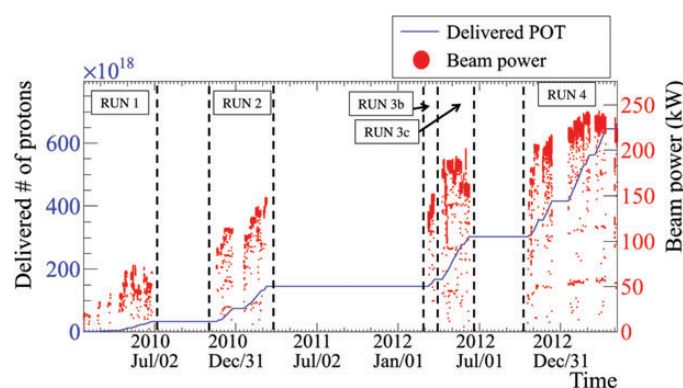 Delivered POT
Beam power
×10^18
RUN 1
RUN 2
RUN 3b
RUN 3c
RUN 4
Delivered # of protons
600
400
200
0
Beam power (kW)
250
200
150
100
50
0
2010 2010 2011 2012 2012 2012
Jul/02 Dec/31 Jul/02 Jan/01 Jul/01 Dec/31
Time